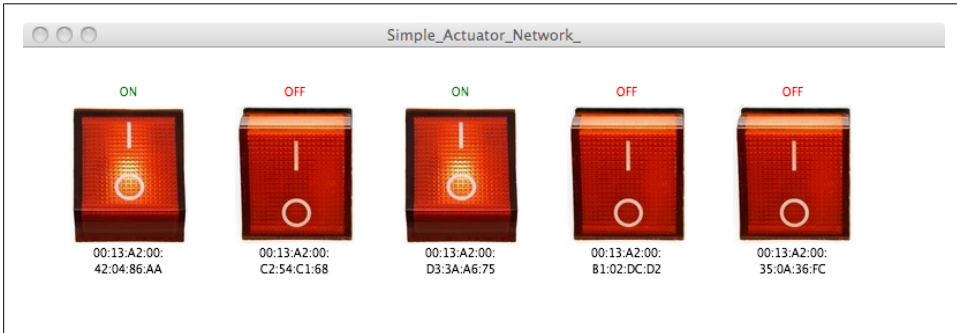 Simple_Actuator_Network_
ON OFF ON OFF OFF
00:13:A2:00: 00:13:A2:00: 00:13:A2:00: 00:13:A2:00: 00:13:A2:00:
42:04:86:AA C2:54:C1:68 D3:3A:A6:75 B1:02:DC:D2 35:0A:36:FC